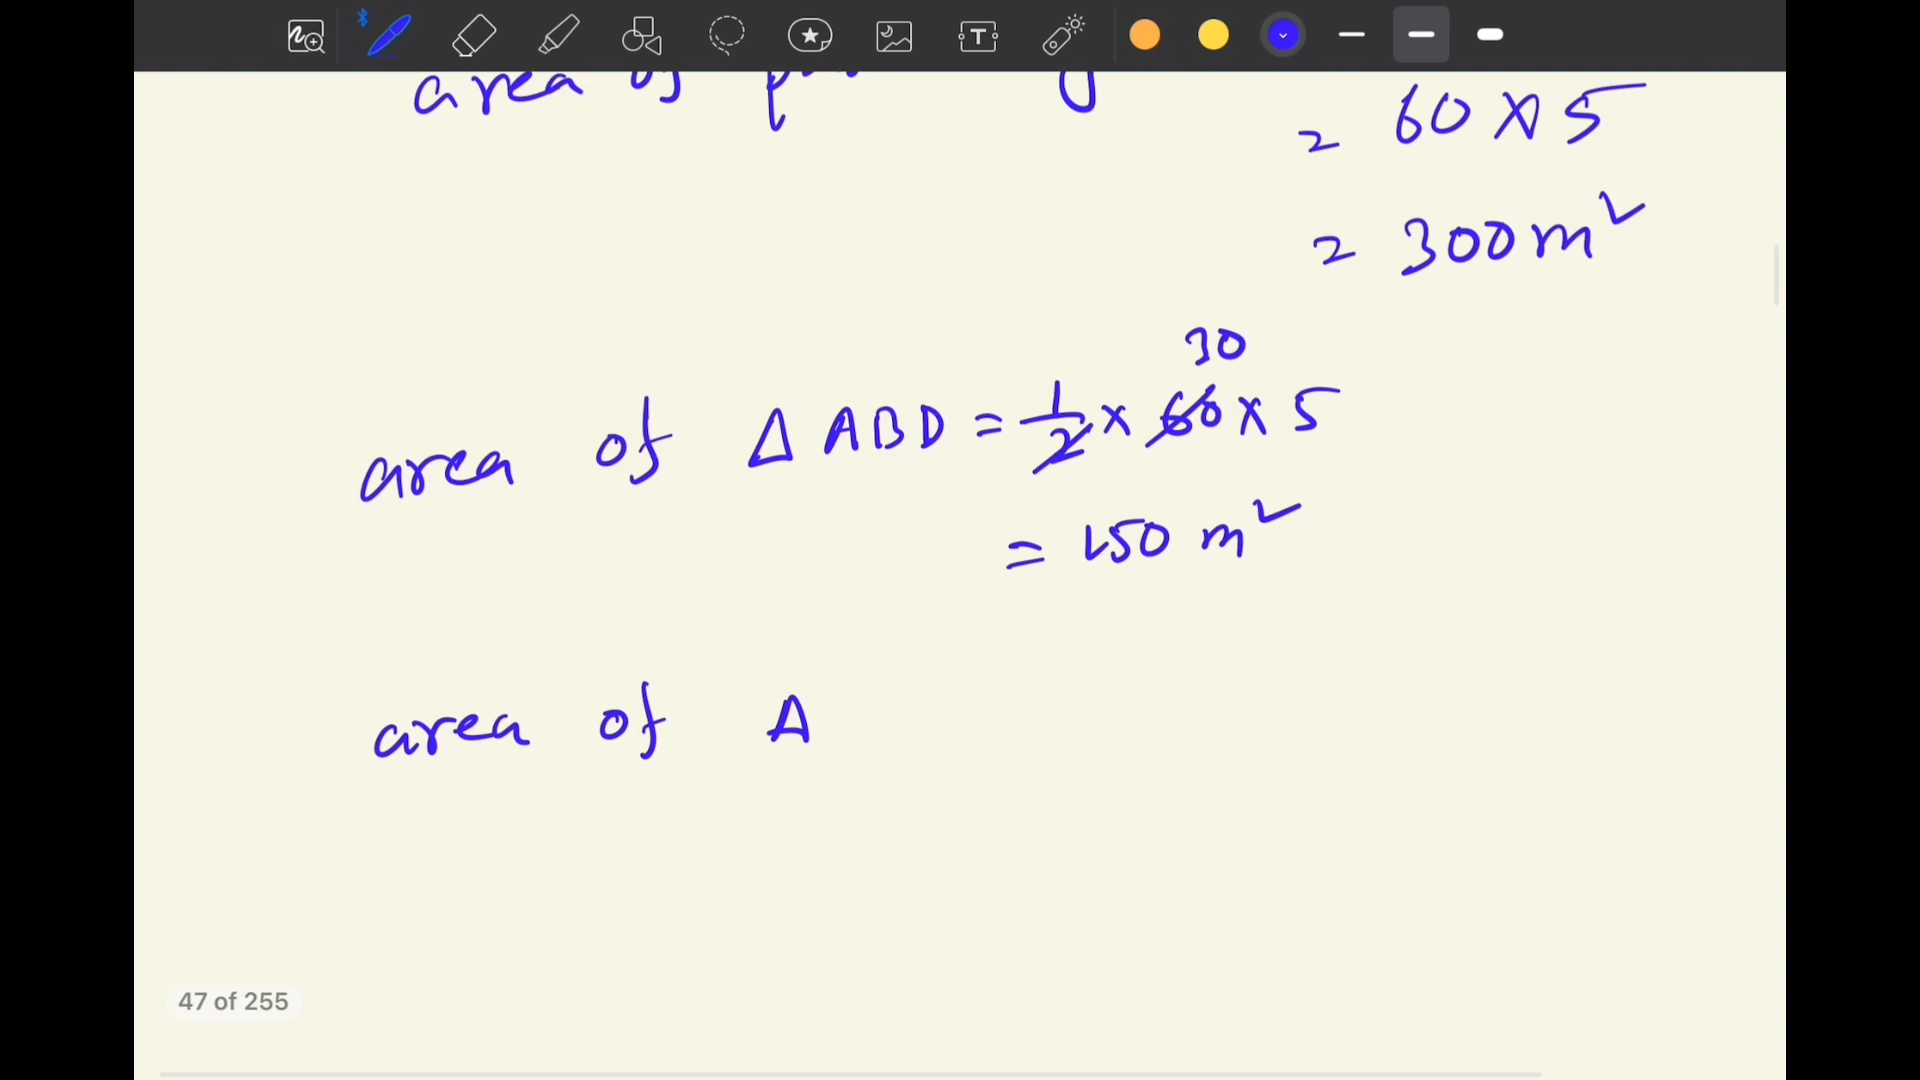 area of
= 60 x 5
= 300 m²
30
area of Δ ABD = 1/2 x 60 x 5
= 150 m²
area of Δ
47 of 255